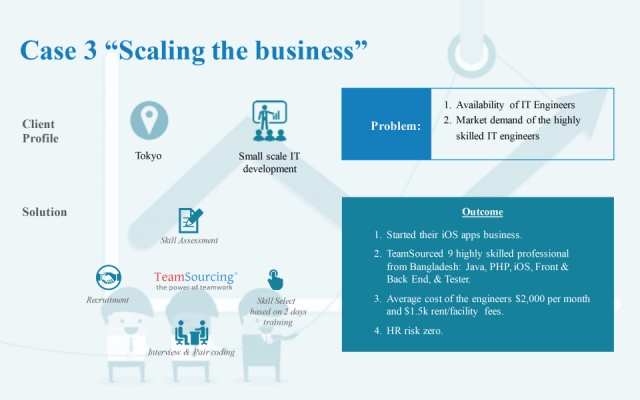 Case 3 “Scaling the business”
Client
Profile
Tokyo
Small scale IT
development
Problem:
1. Availability of IT Engineers
2. Market demand of the highly
skilled IT engineers
Solution
Skill Assessment
Recruitment
TeamSourcing
the power of teamwork
Skill Select
based on 2 days
training
Interview & Pair coding
Outcome
1. Started their iOS apps business.
2. TeamSourced 9 highly skilled professional
from Bangladesh: Java, PHP, iOS, Front &
Back End, & Tester.
3. Average cost of the engineers $2,000 per month
and $1.5k rent/facility fees.
4. HR risk zero.